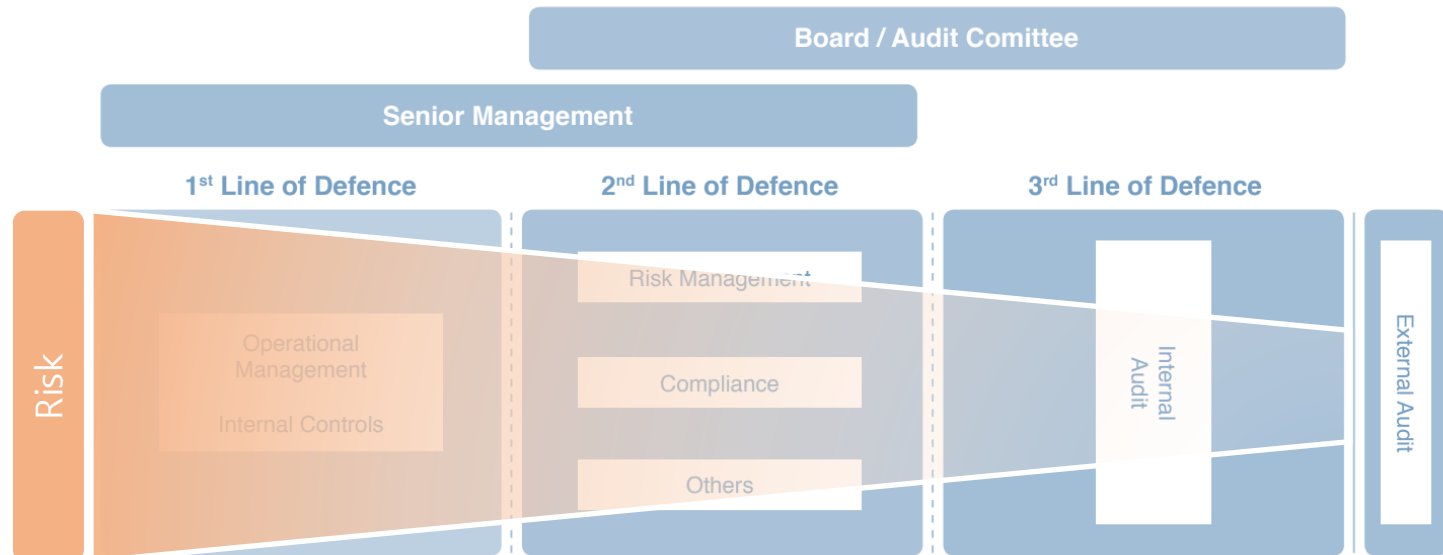 Board / Audit Comittee
Senior Management
1st Line of Defence
2nd Line of Defence
3rd Line of Defence
Risk
Operational
Management
Internal Controls
Risk Management
Compliance
Others
Internal
Audit
External Audit